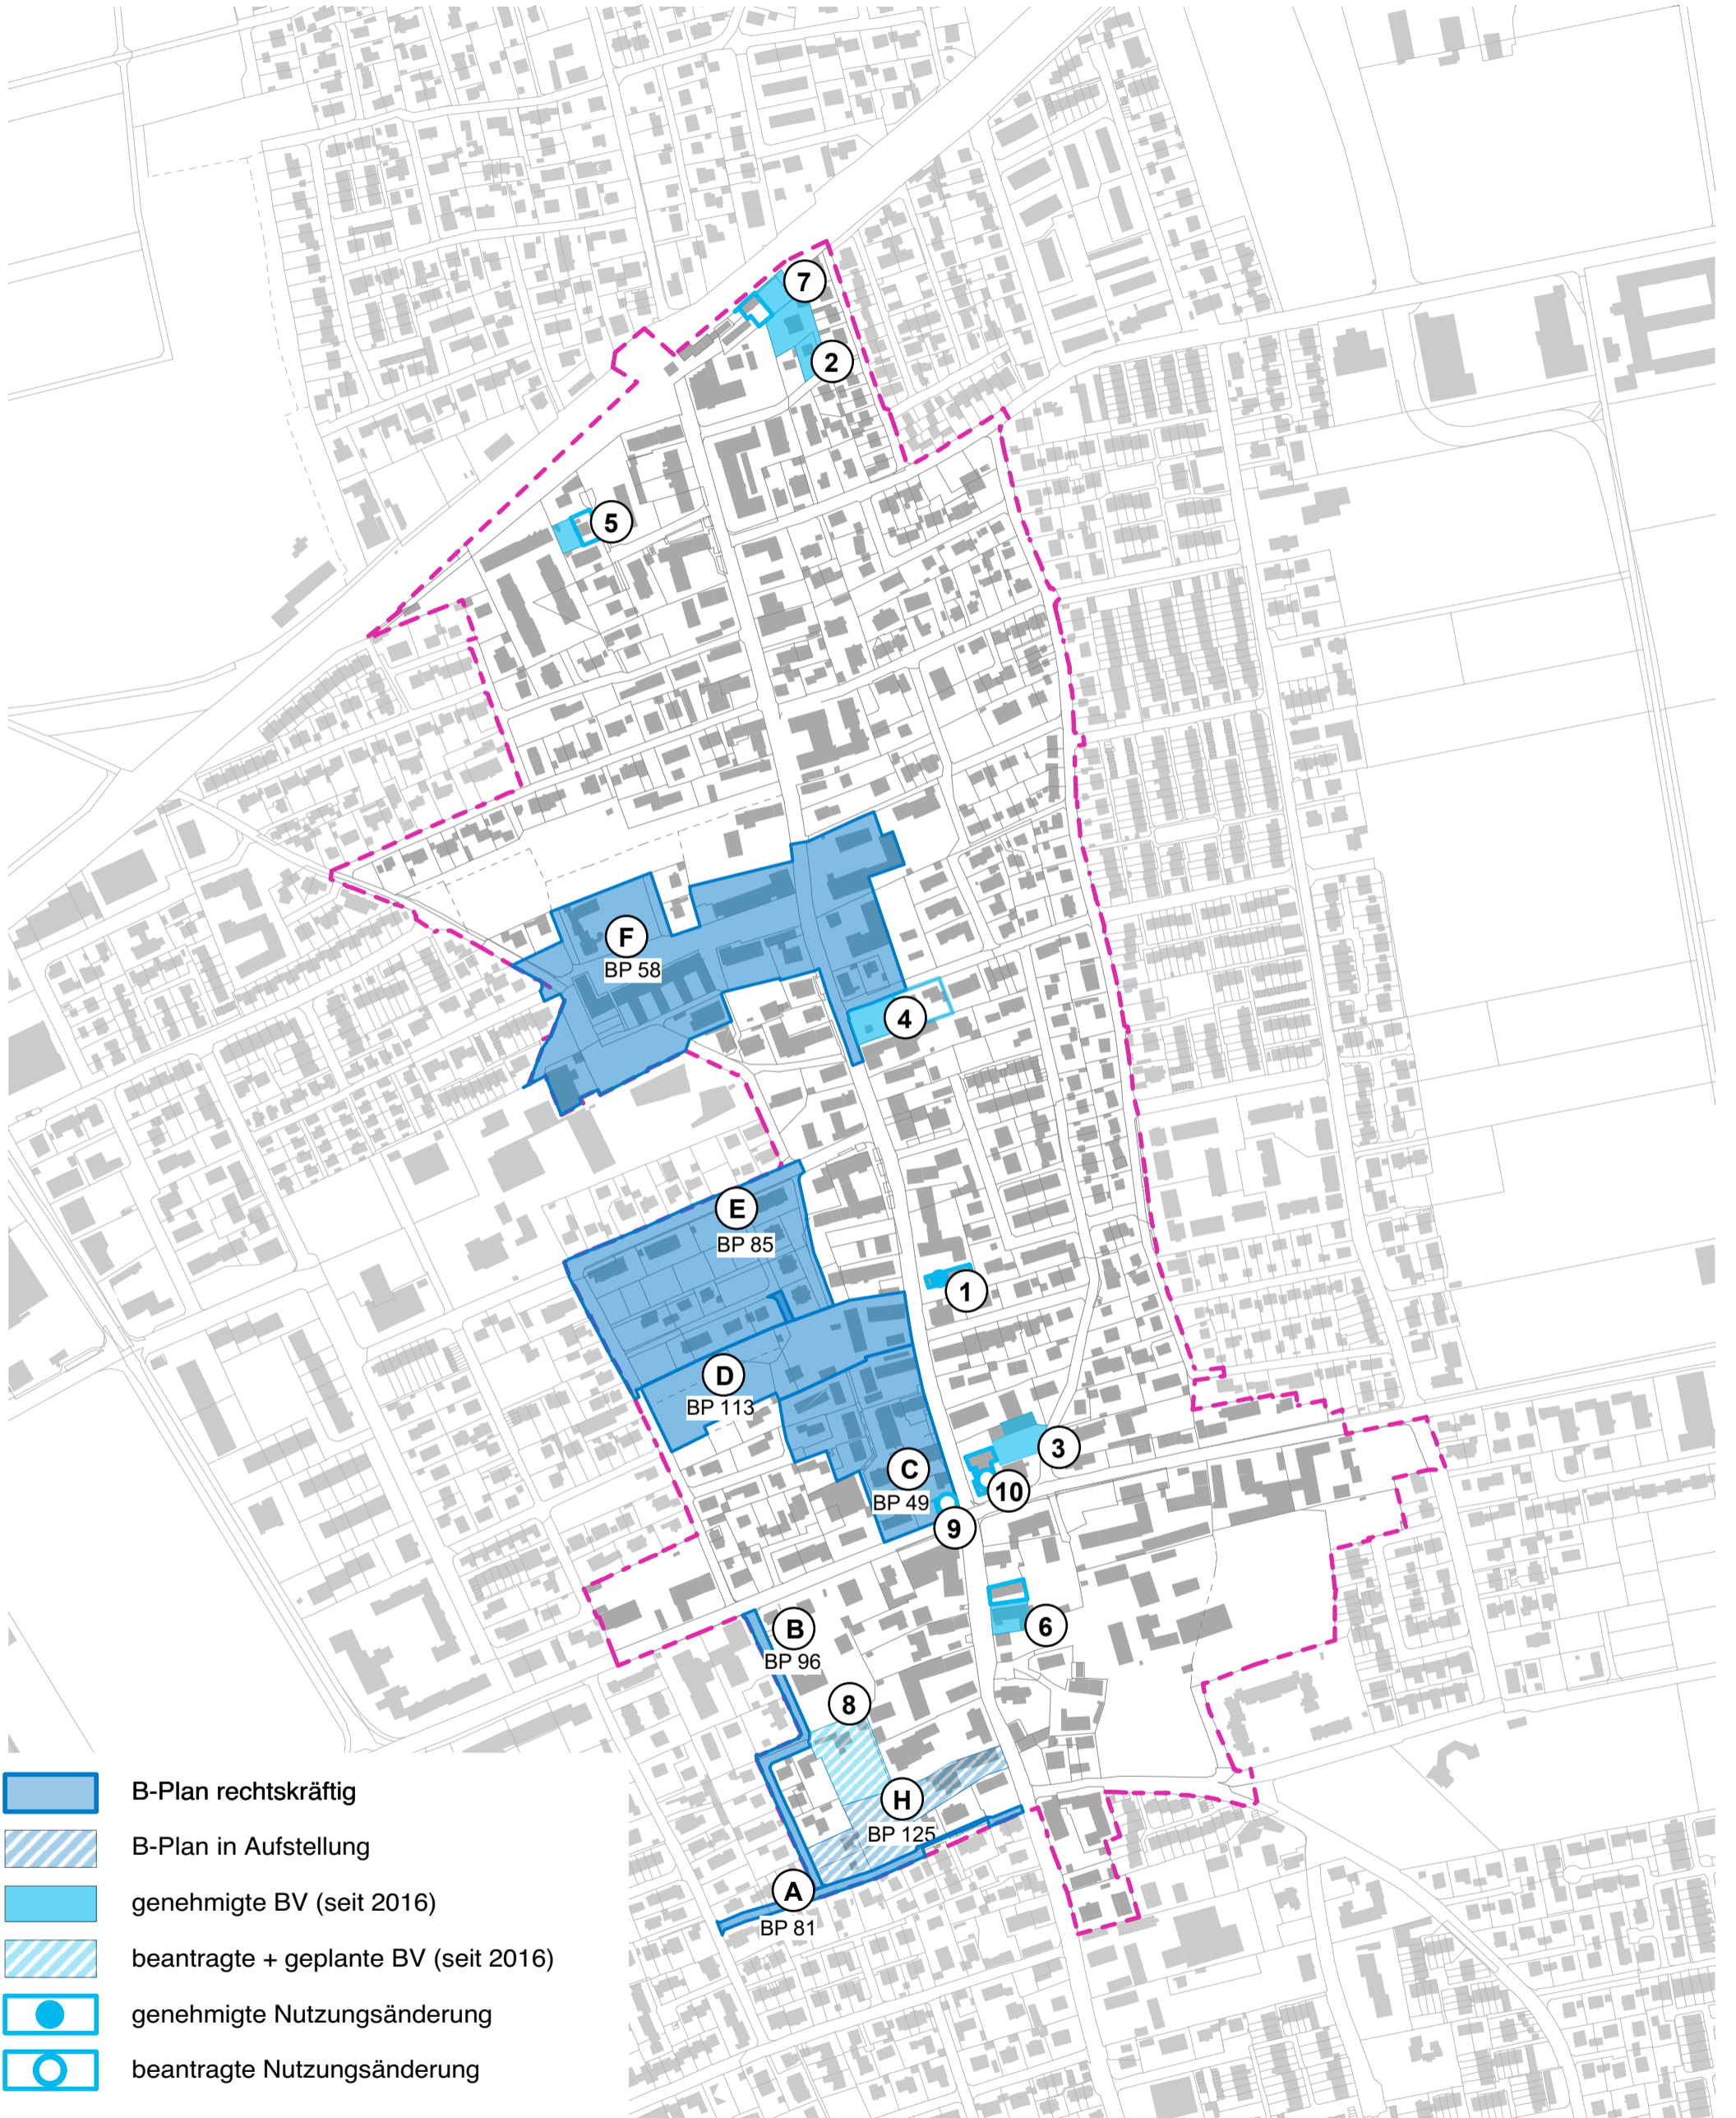 7
2
5
F
BP 58
4
E
BP 85
1
D
BP 113
3
C
10
BP 49
9
6
B
BP 96
8
H
BP 125
A
BP 81
B-Plan rechtskräftig
B-Plan in Aufstellung
genehmigte BV (seit 2016)
beantragte + geplante BV (seit 2016)
genehmigte Nutzungsänderung
beantragte Nutzungsänderung